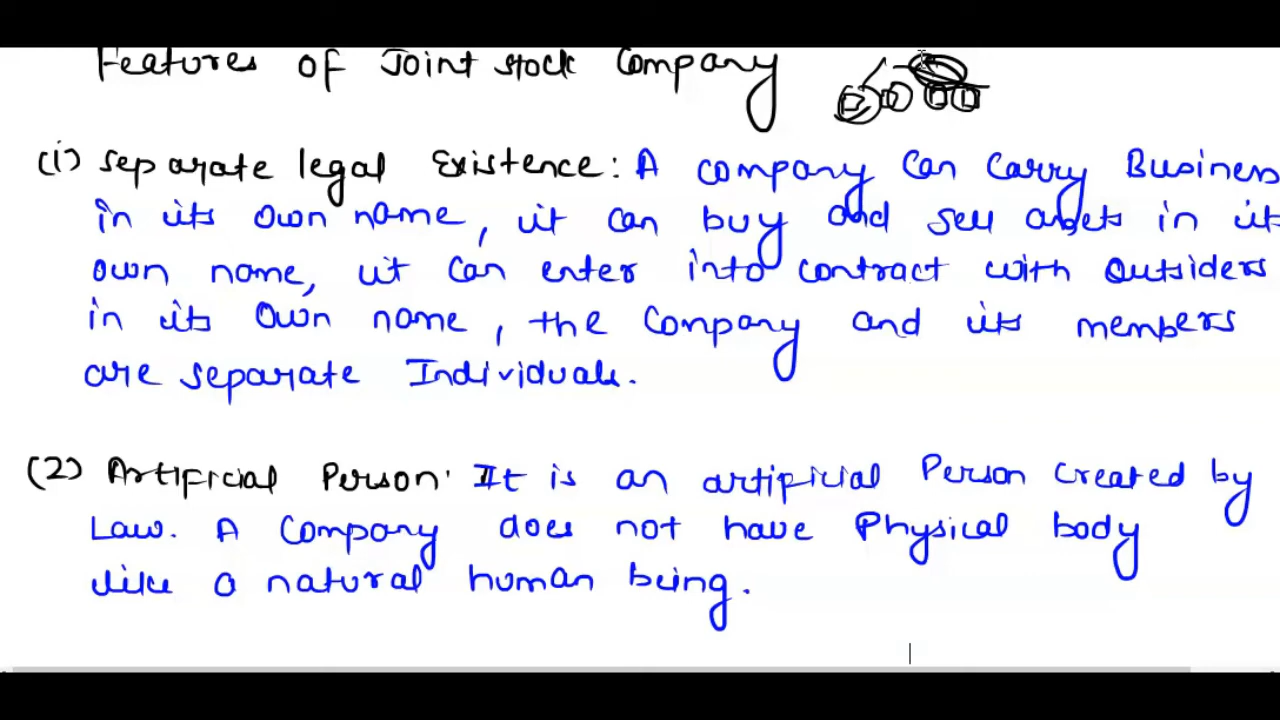 Features of Joint stock Company
(i) Separate legal Existence: A company can carry Business
in its own name, it can buy and sell assets in its
own name, it can enter into contract with outsiders
in its own name, the company and its members
are separate Individuals.
(2) Artificial Person: It is an artificial Person created by
Law. A Company does not have Physical body
like a natural human being.